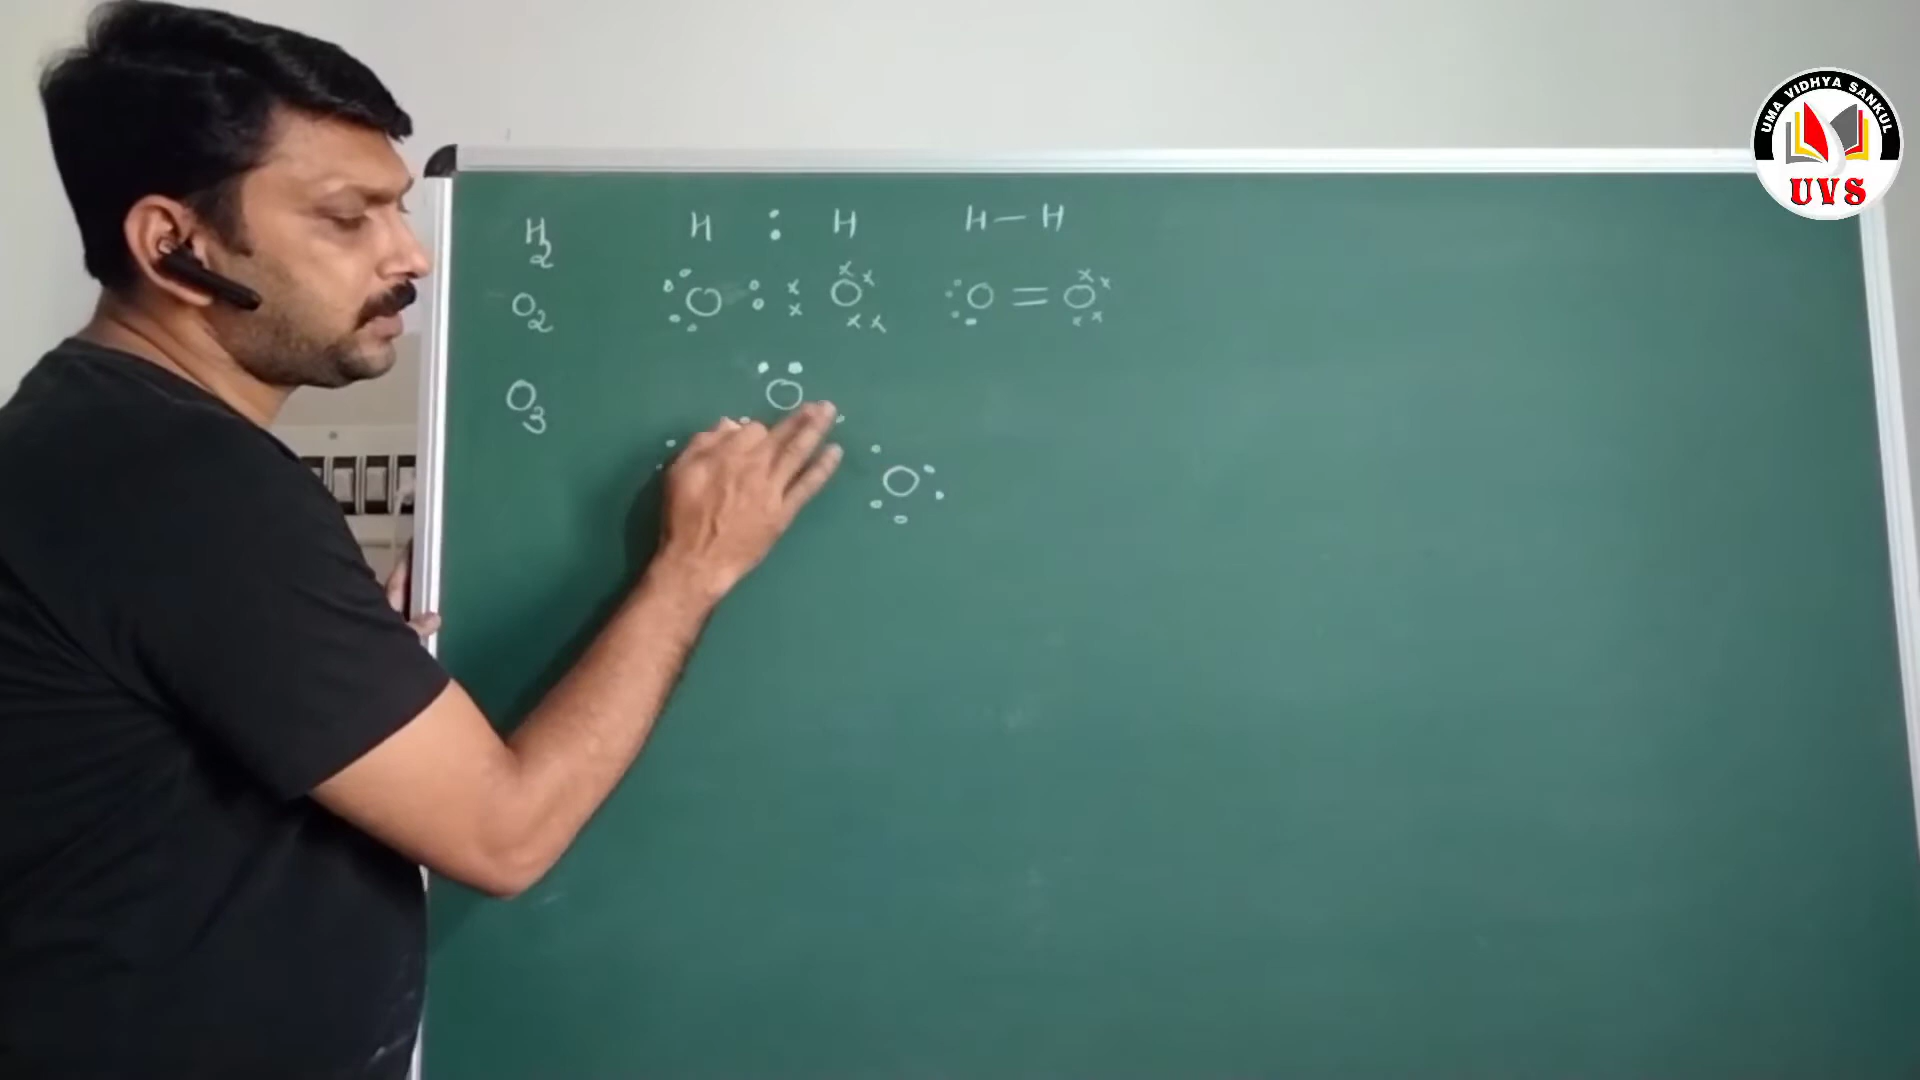 UMA VIDHYA SANKUL
UVS
H₂ H : H H — H
O₂ O : ×× O O = O
O₃ O
O